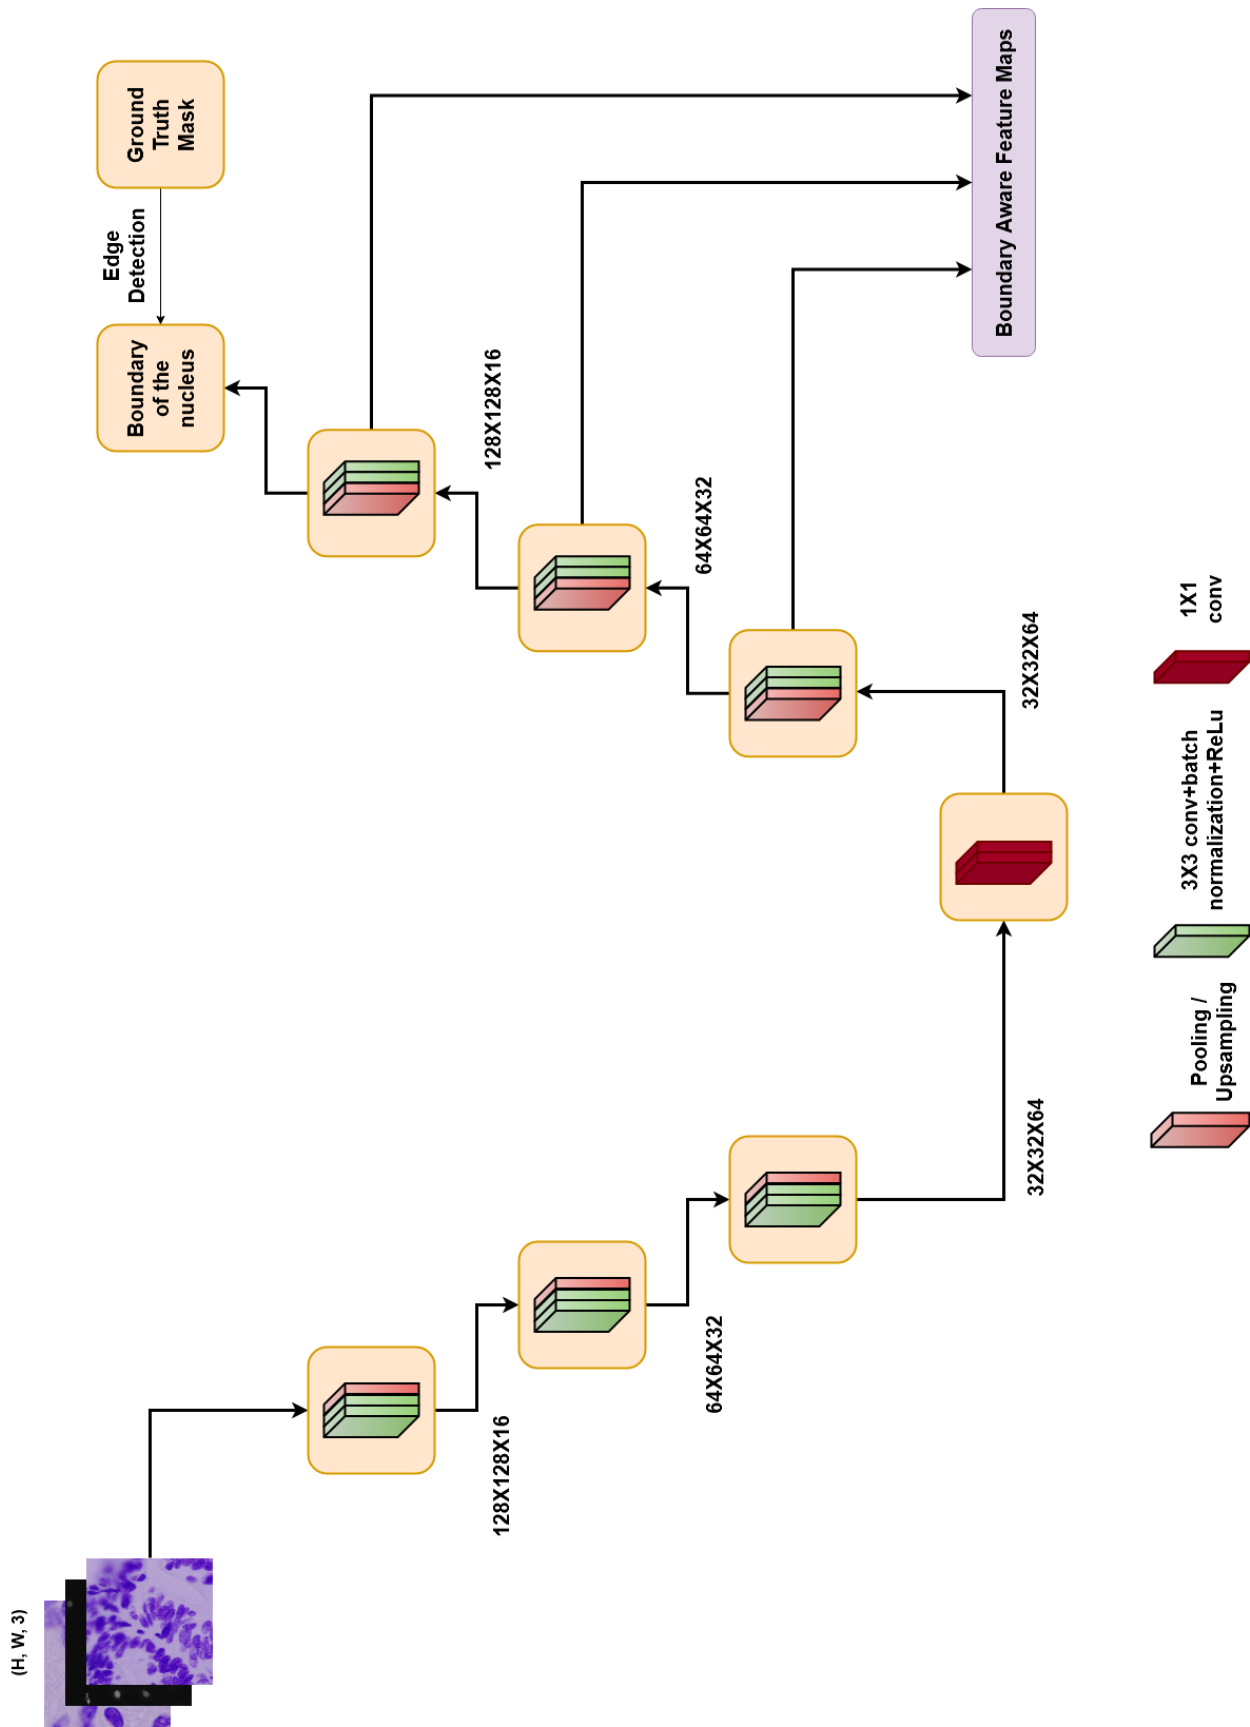 (H, W, 3)
128X128X16
64X64X32
32X32X64
32X32X64
64X64X32
128X128X16
Boundary
of the
nucleus
Edge
Detection
Ground
Truth
Mask
Boundary Aware Feature Maps
Pooling /
Upsampling
3X3 conv+batch
normalization+ReLu
1X1
conv